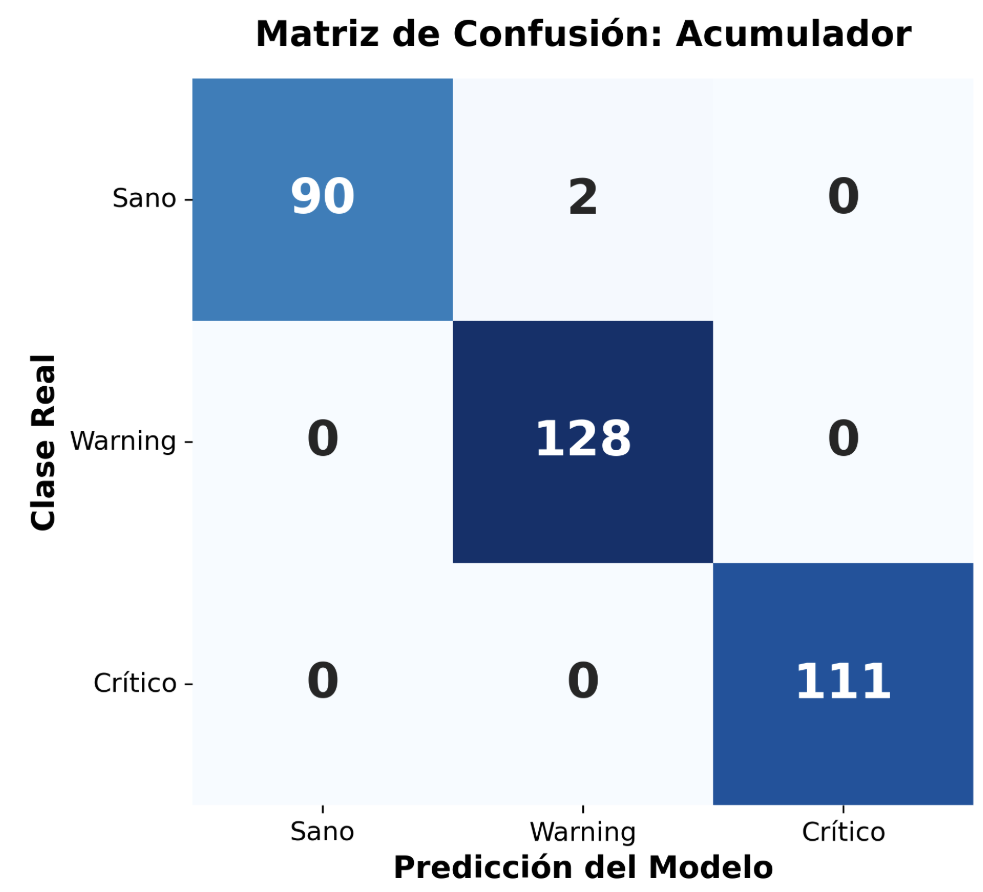 Matriz de Confusión: Acumulador
Clase Real
Sano 90 2 0
Warning 0 128 0
Crítico 0 0 111
Sano Warning Crítico
Predicción del Modelo